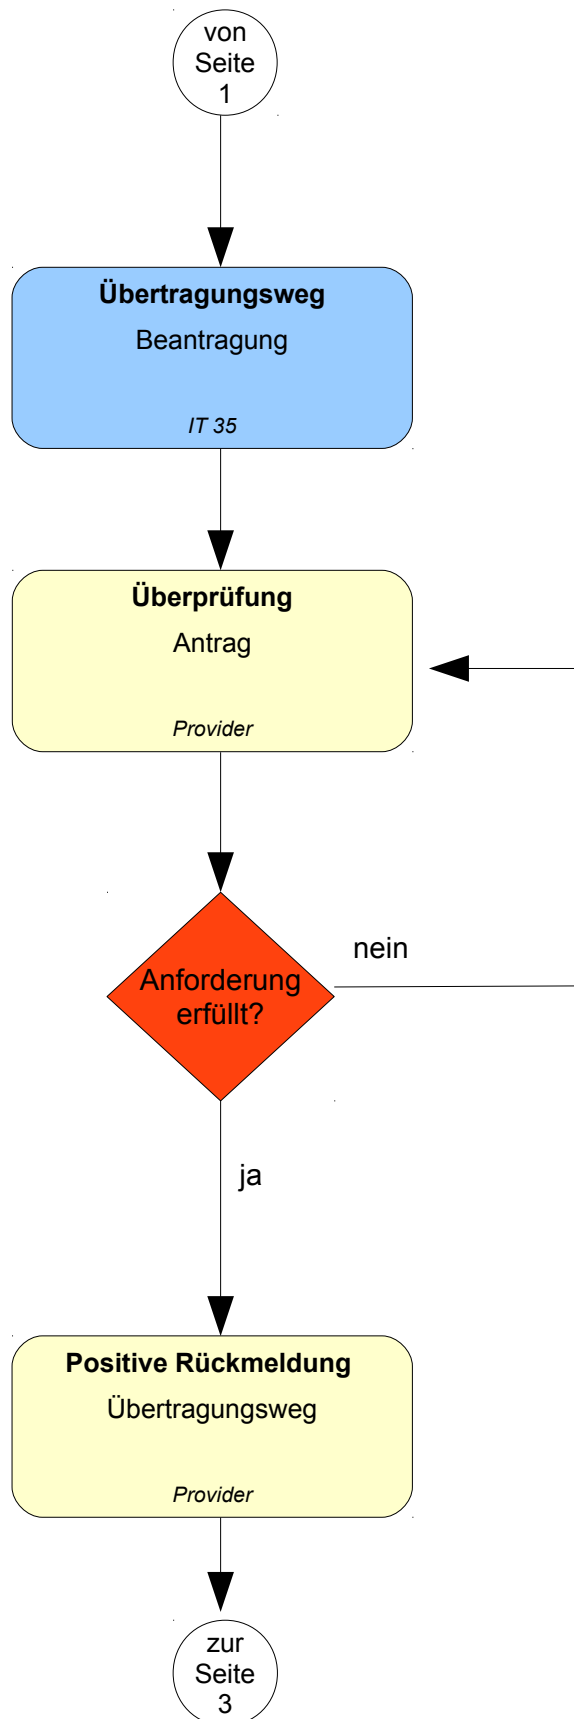 von
Seite
1
Übertragungsweg
Beantragung
IT 35
Überprüfung
Antrag
Provider
nein
Anforderung
erfüllt?
ja
Positive Rückmeldung
Übertragungsweg
Provider
zur
Seite
3